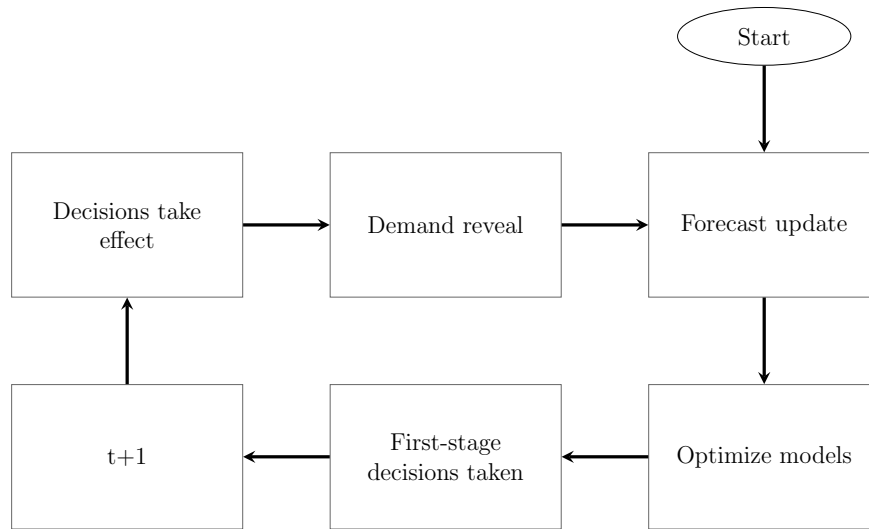 Start
Decisions take
effect
Demand reveal
Forecast update
t+1
First-stage
decisions taken
Optimize models